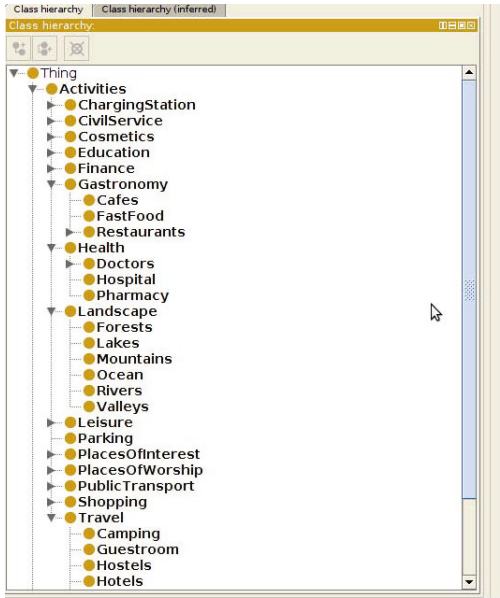 Class hierarchy Class hierarchy (inferred)
Class hierarchy:
Thing
Activities
ChargingStation
CivilService
Cosmetics
Education
Finance
Gastronomy
Cafes
FastFood
Restaurants
Health
Doctors
Hospital
Pharmacy
Landscape
Forests
Lakes
Mountains
Ocean
Rivers
Valleys
Leisure
Parking
PlacesOfInterest
PlacesOfWorship
PublicTransport
Shopping
Travel
Camping
Guestroom
Hostels
Hotels